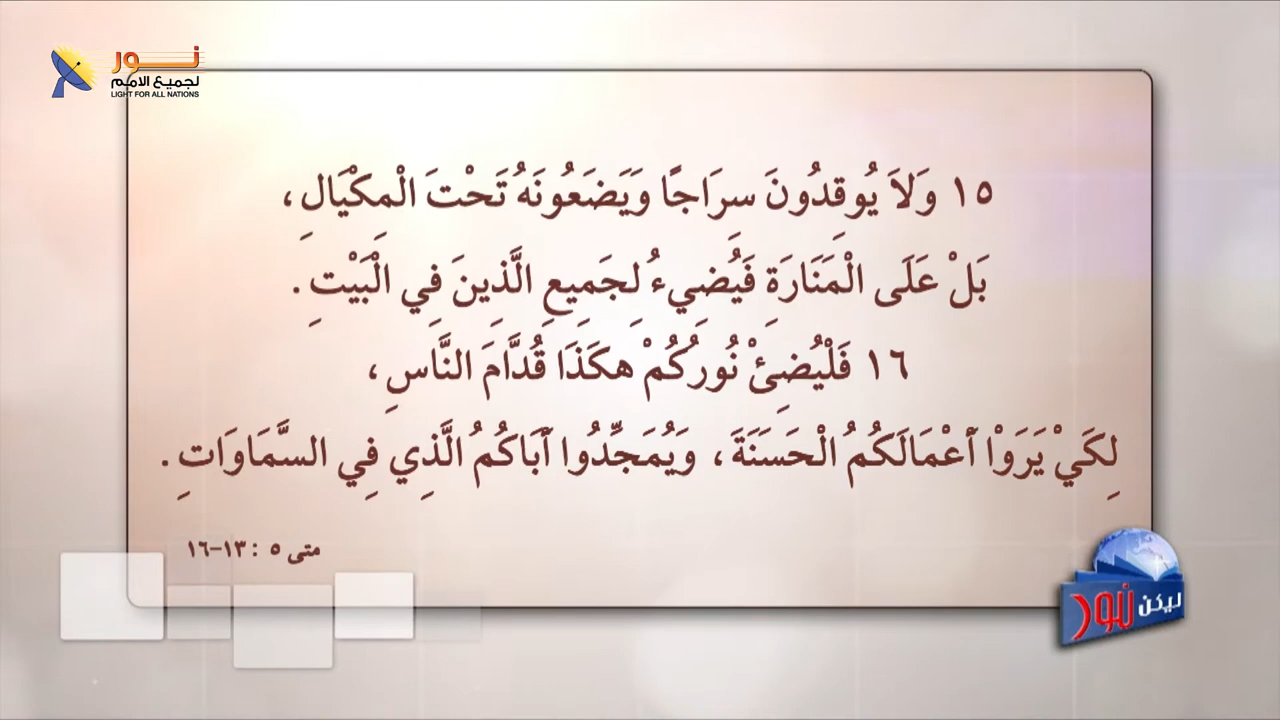 نور
لجميع الامم
LIGHT FOR ALL NATIONS
١٥ وَلاَ يُوقِدُونَ سِرَاجًا وَيَضَعُونَهُ تَحْتَ الْمِكْيَالِ،
بَلْ عَلَى الْمَنَارَةِ فَيُضِيءُ لِجَمِيعِ الَّذِينَ فِي الْبَيْتِ.
١٦ فَلْيُضِئْ نُورُكُمْ هكَذَا قُدَّامَ النَّاسِ،
لِكَيْ يَرَوْا أَعْمَالَكُمُ الْحَسَنَةَ، وَيُمَجِّدُوا أَبَاكُمُ الَّذِي فِي السَّمَاوَاتِ.
متى ٥ : ١٣-١٦
ليكن نور